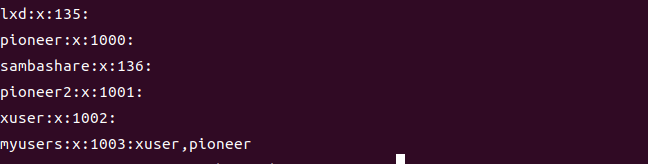 lxd:x:135:
pioneer:x:1000:
sambashare:x:136:
pioneer2:x:1001:
xuser:x:1002:
myusers:x:1003:xuser,pioneer